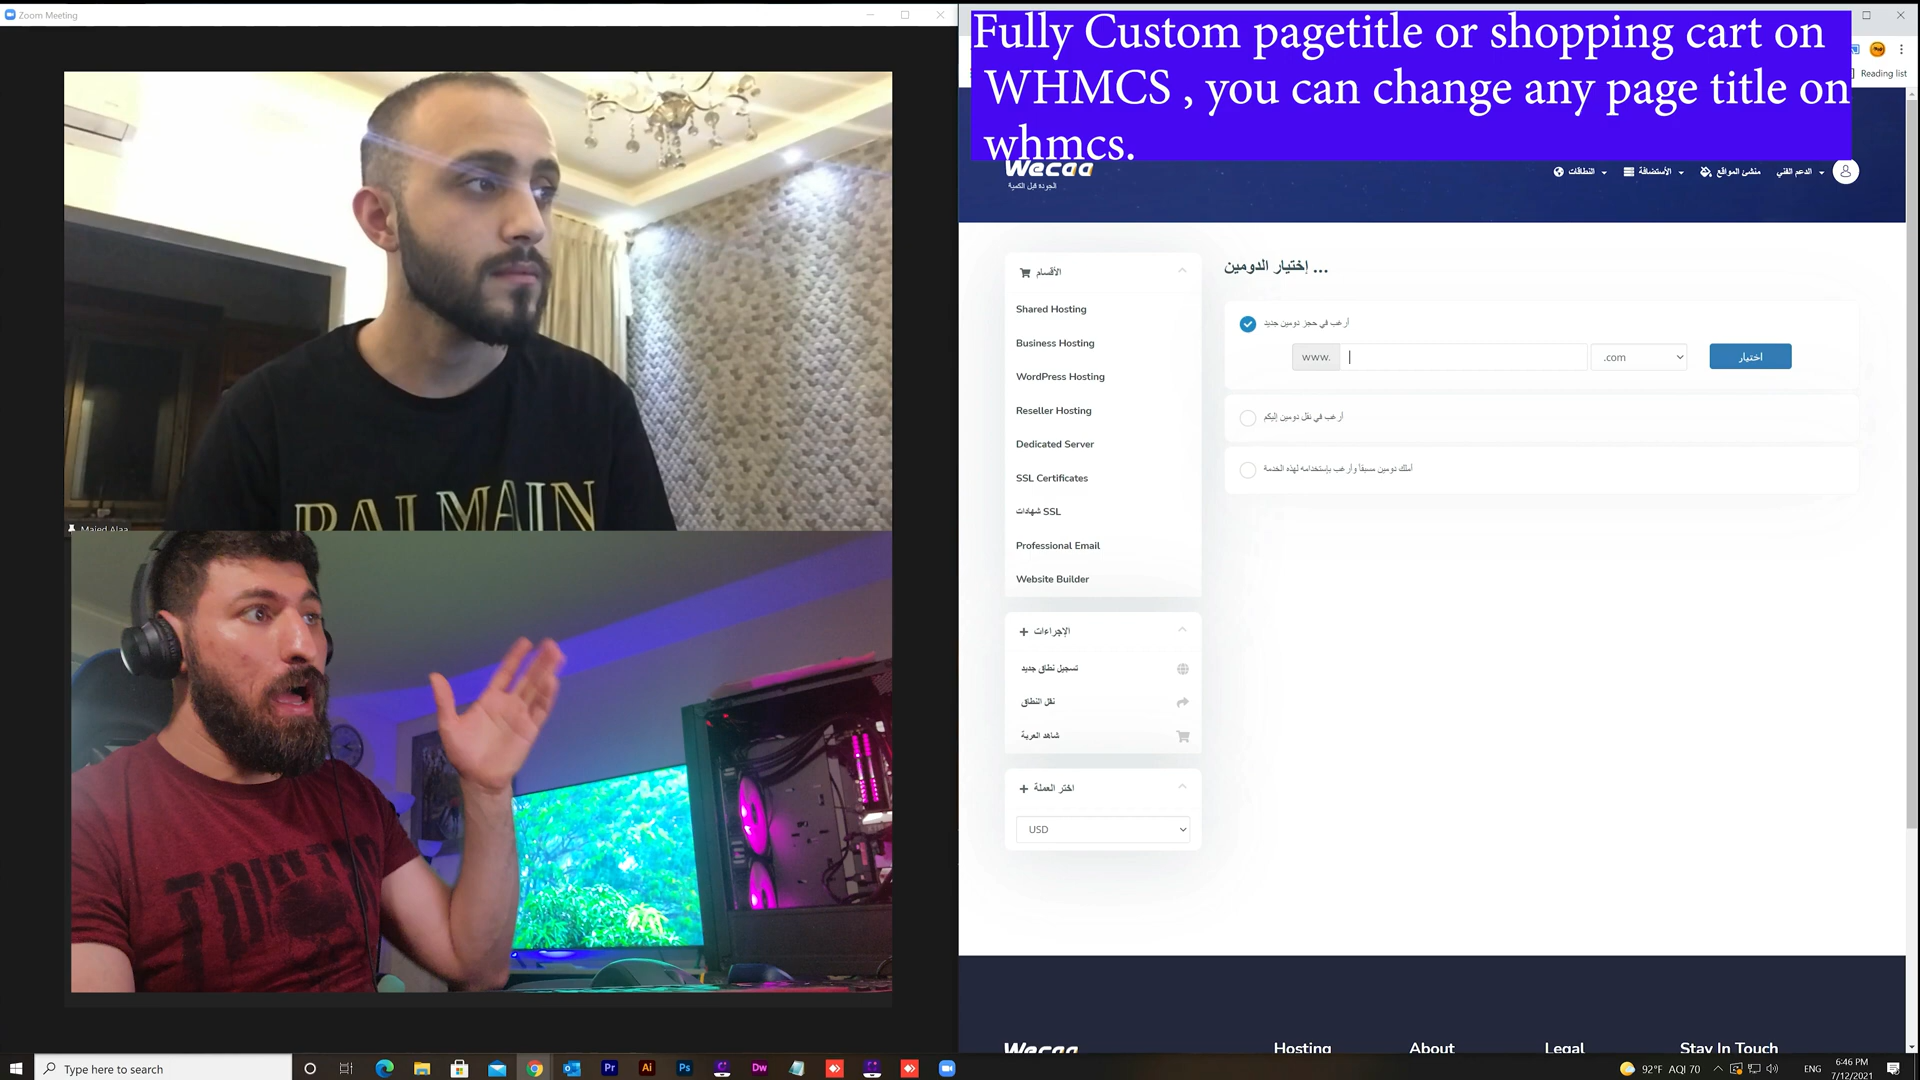 Zoom Meeting
Fully Custom pagetitle or shopping cart on
WHMCS , you can change any page title on
whmcs.
Reading list
Wecaa
الجودة قبل الكمية
النطاقات
الأستضافة
منشئ المواقع
الدعم الفني
BALMAIN
Majed Alaa
الأقسام
Shared Hosting
Business Hosting
WordPress Hosting
Reseller Hosting
Dedicated Server
SSL Certificates
شهادات SSL
Professional Email
Website Builder
الإجراءات
تسجيل نطاق جديد
نقل النطاق
شاهد العربة
اختر العملة
USD
إختيار الدومين ...
أرغب في حجز دومين جديد
www.
.com
اختيار
أرغب في نقل دومين إليكم
أملك دومين مسبقاً وأرغب بإستخدامه لهذه الخدمة
Wecaa
Hosting
About
Legal
Stay In Touch
Type here to search
Pr
Ai
Ps
Dw
92°F AQI 70
ENG
6:46 PM
7/12/2021